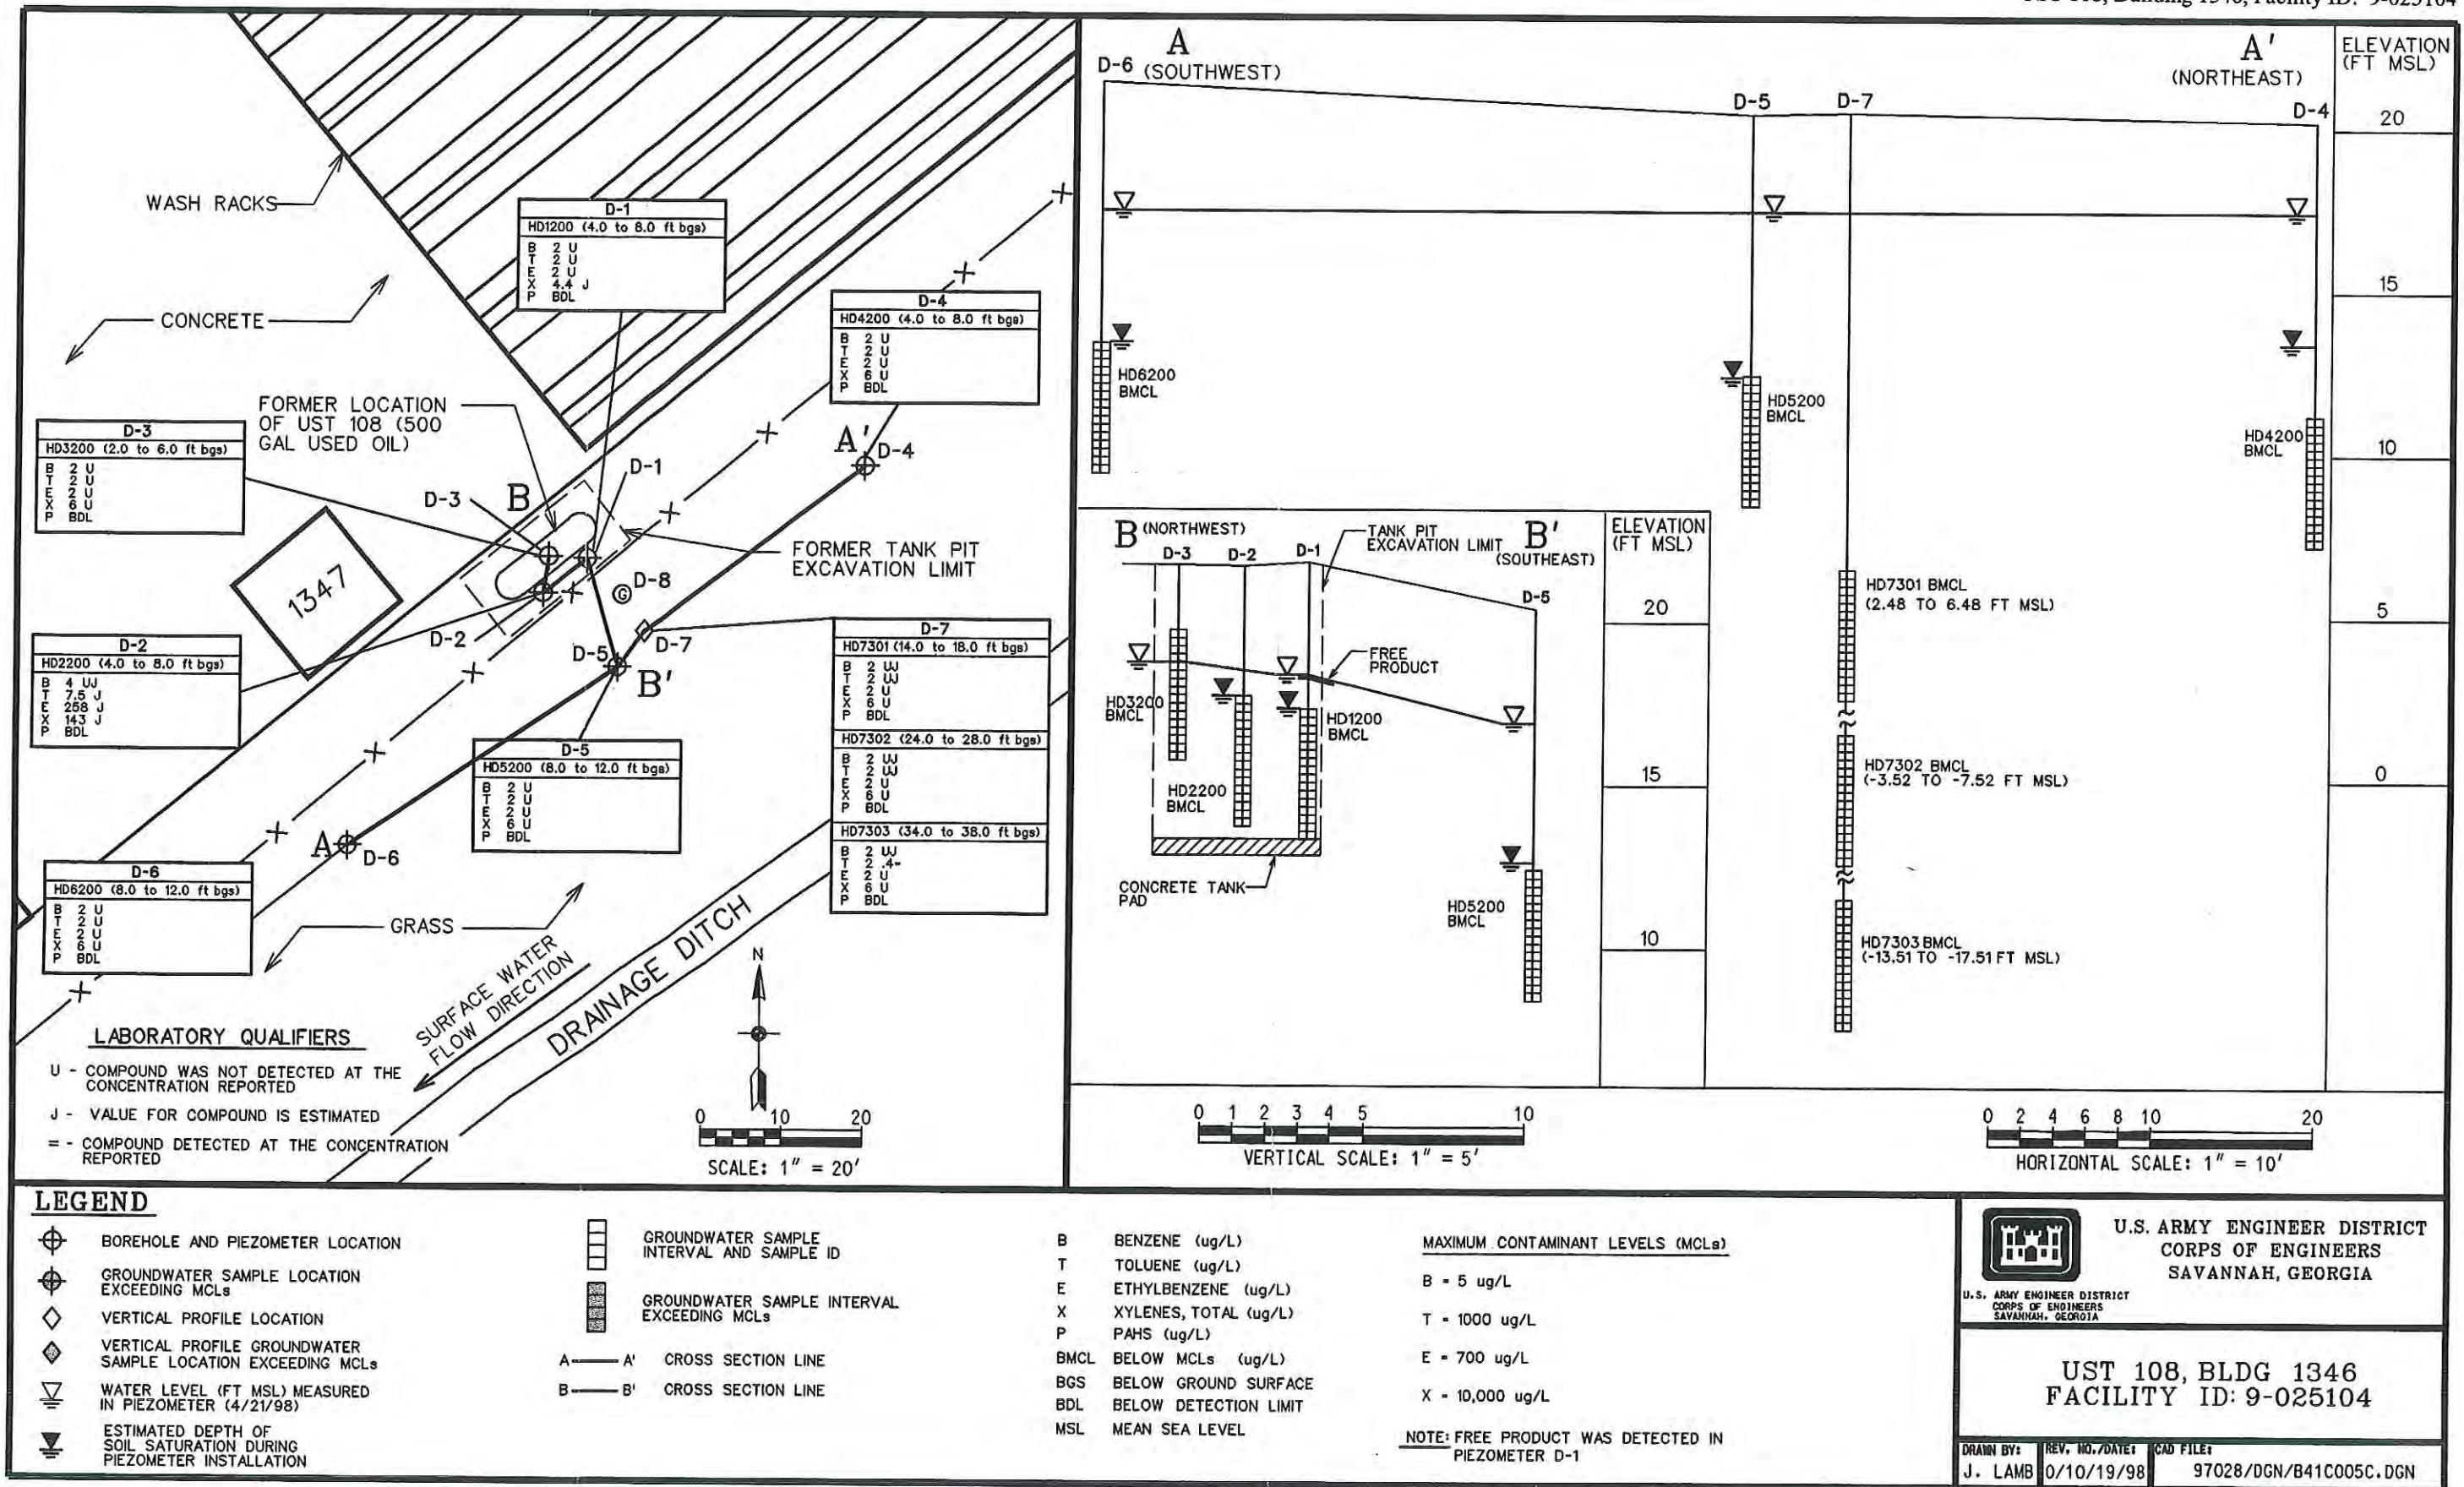 WASH RACKS
CONCRETE
D-1
HD1200 (4.0 to 8.0 ft bgs)
B 2 U
T 2 U
E 2 U
X 4.4 J
P BDL
D-4
HD4200 (4.0 to 8.0 ft bgs)
B 2 U
T 2 U
E 2 U
X 6 U
P BDL
FORMER LOCATION
OF UST 108 (500
GAL USED OIL)
D-3
HD3200 (2.0 to 6.0 ft bgs)
B 2 U
T 2 U
E 2 U
X 6 U
P BDL
A'
D-4
D-1
D-3
B
FORMER TANK PIT
EXCAVATION LIMIT
1347
D-8
G
D-2
D-7
D-5
B'
D-2
HD2200 (4.0 to 8.0 ft bgs)
B 4 UJ
T 7.5 J
E 258 J
X 143 J
P BDL
D-7
HD7301 (14.0 to 18.0 ft bgs)
B 2 UJ
T 2 UJ
E 2 U
X 6 U
P BDL
HD7302 (24.0 to 28.0 ft bgs)
B 2 UJ
T 2 UJ
E 2 U
X 6 U
P BDL
HD7303 (34.0 to 38.0 ft bgs)
B 2 UJ
T 2 .4-
E 2 U
X 6 U
P BDL
D-5
HD5200 (8.0 to 12.0 ft bgs)
B 2 U
T 2 U
E 2 U
X 6 U
P BDL
A
D-6
D-6
HD6200 (8.0 to 12.0 ft bgs)
B 2 U
T 2 U
E 2 U
X 6 U
P BDL
GRASS
SURFACE WATER
FLOW DIRECTION
DRAINAGE DITCH
N
LABORATORY QUALIFIERS
U - COMPOUND WAS NOT DETECTED AT THE
CONCENTRATION REPORTED
J - VALUE FOR COMPOUND IS ESTIMATED
= - COMPOUND DETECTED AT THE CONCENTRATION
REPORTED
0 10 20
SCALE: 1" = 20'
A
D-6 (SOUTHWEST)
A'
(NORTHEAST)
D-5 D-7
D-4
ELEVATION
(FT MSL)
20
15
10
5
0
HD6200
BMCL
HD5200
BMCL
HD4200
BMCL
HD7301 BMCL
(2.48 TO 6.48 FT MSL)
HD7302 BMCL
(-3.52 TO -7.52 FT MSL)
HD7303 BMCL
(-13.51 TO -17.51 FT MSL)
B (NORTHWEST)
D-3 D-2 D-1
TANK PIT
EXCAVATION LIMIT
B'
(SOUTHEAST)
D-5
ELEVATION
(FT MSL)
20
15
10
FREE
PRODUCT
HD3200
BMCL
HD1200
BMCL
HD2200
BMCL
CONCRETE TANK
PAD
HD5200
BMCL
0 1 2 3 4 5 10
VERTICAL SCALE: 1" = 5'
0 2 4 6 8 10 20
HORIZONTAL SCALE: 1" = 10'
LEGEND
BOREHOLE AND PIEZOMETER LOCATION
GROUNDWATER SAMPLE LOCATION
EXCEEDING MCLs
VERTICAL PROFILE LOCATION
VERTICAL PROFILE GROUNDWATER
SAMPLE LOCATION EXCEEDING MCLs
WATER LEVEL (FT MSL) MEASURED
IN PIEZOMETER (4/21/98)
ESTIMATED DEPTH OF
SOIL SATURATION DURING
PIEZOMETER INSTALLATION
GROUNDWATER SAMPLE
INTERVAL AND SAMPLE ID
GROUNDWATER SAMPLE INTERVAL
EXCEEDING MCLs
A A' CROSS SECTION LINE
B B' CROSS SECTION LINE
B BENZENE (ug/L)
T TOLUENE (ug/L)
E ETHYLBENZENE (ug/L)
X XYLENES, TOTAL (ug/L)
P PAHS (ug/L)
BMCL BELOW MCLs (ug/L)
BGS BELOW GROUND SURFACE
BDL BELOW DETECTION LIMIT
MSL MEAN SEA LEVEL
MAXIMUM CONTAMINANT LEVELS (MCLs)
B = 5 ug/L
T = 1000 ug/L
E = 700 ug/L
X = 10,000 ug/L
NOTE: FREE PRODUCT WAS DETECTED IN
PIEZOMETER D-1
U.S. ARMY ENGINEER DISTRICT
CORPS OF ENGINEERS
SAVANNAH, GEORGIA
U.S. ARMY ENGINEER DISTRICT
CORPS OF ENGINEERS
SAVANNAH, GEORGIA
UST 108, BLDG 1346
FACILITY ID: 9-025104
DRAWN BY:
J. LAMB
REV. NO./DATE:
0/10/19/98
CAD FILE:
97028/DGN/B41C005C.DGN